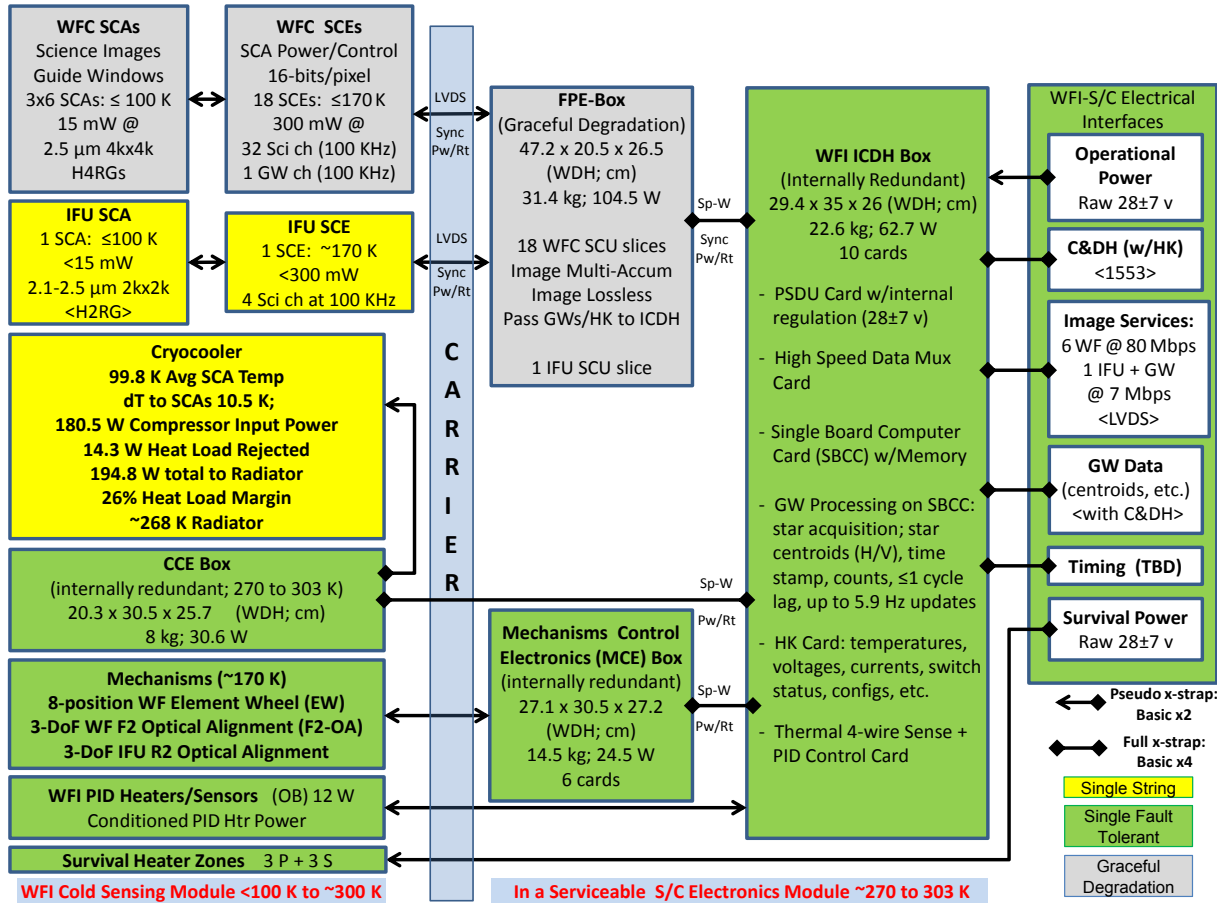 WFC SCAs
Science Images
Guide Windows
3x6 SCAs: ≤ 100 K
15 mW @
2.5 µm 4kx4k
H4RGs
WFC SCEs
SCA Power/Control
16-bits/pixel
18 SCEs: ≤170 K
300 mW @
32 Sci ch (100 KHz)
1 GW ch (100 KHz)
IFU SCA
1 SCA: ≤100 K
<15 mW
2.1-2.5 µm 2kx2k
<H2RG>
IFU SCE
1 SCE: ~170 K
<300 mW
4 Sci ch at 100 KHz
Cryocooler
99.8 K Avg SCA Temp
dT to SCAs 10.5 K;
180.5 W Compressor Input Power
14.3 W Heat Load Rejected
194.8 W total to Radiator
26% Heat Load Margin
~268 K Radiator
CCE Box
(internally redundant; 270 to 303 K)
20.3 x 30.5 x 25.7 (WDH; cm)
8 kg; 30.6 W
Mechanisms (~170 K)
8-position WF Element Wheel (EW)
3-DoF WF F2 Optical Alignment (F2-OA)
3-DoF IFU R2 Optical Alignment
WFI PID Heaters/Sensors (OB) 12 W
Conditioned PID Htr Power
Survival Heater Zones 3 P + 3 S
WFI Cold Sensing Module <100 K to ~300 K
LVDS
Sync
Pw/Rt
LVDS
Sync
Pw/Rt
C
A
R
R
I
E
R
FPE-Box
(Graceful Degradation)
47.2 x 20.5 x 26.5
(WDH; cm)
31.4 kg; 104.5 W
18 WFC SCU slices
Image Multi-Accum
Image Lossless
Pass GWs/HK to ICDH
1 IFU SCU slice
Mechanisms Control
Electronics (MCE) Box
(internally redundant)
27.1 x 30.5 x 27.2
(WDH; cm)
14.5 kg; 24.5 W
6 cards
Sp-W
Sync
Pw/Rt
Sp-W
Pw/Rt
Sp-W
Pw/Rt
WFI ICDH Box
(Internally Redundant)
29.4 x 35 x 26 (WDH; cm)
22.6 kg; 62.7 W
10 cards
- PSDU Card w/internal
regulation (28±7 v)
- High Speed Data Mux
Card
- Single Board Computer
Card (SBCC) w/Memory
- GW Processing on SBCC:
star acquisition; star
centroids (H/V), time
stamp, counts, ≤1 cycle
lag, up to 5.9 Hz updates
- HK Card: temperatures,
voltages, currents, switch
status, configs, etc.
- Thermal 4-wire Sense +
PID Control Card
In a Serviceable S/C Electronics Module ~270 to 303 K
WFI-S/C Electrical
Interfaces
Operational
Power
Raw 28±7 v
C&DH (w/HK)
<1553>
Image Services:
6 WF @ 80 Mbps
1 IFU + GW
@ 7 Mbps
<LVDS>
GW Data
(centroids, etc.)
<with C&DH>
Timing (TBD)
Survival Power
Raw 28±7 v
Pseudo x-strap:
Basic x2
Full x-strap:
Basic x4
Single String
Single Fault
Tolerant
Graceful
Degradation